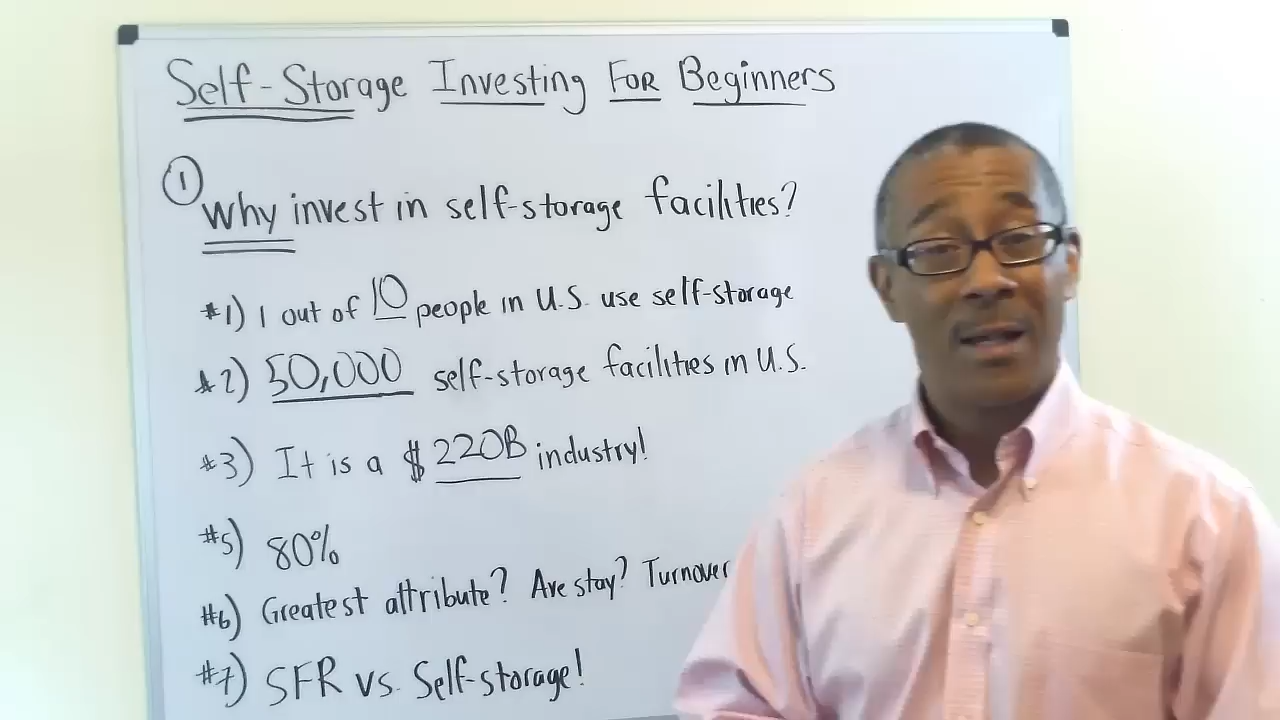 Self-Storage Investing For Beginners
1
Why invest in self-storage facilities?
#1) 1 out of 10 people in U.S. use self-storage
#2) 50,000 self-storage facilities in U.S.
#3) It is a $220B industry!
#5) 80%
#6) Greatest attribute? Ave stay? Turnover
#7) SFR vs. Self-storage!